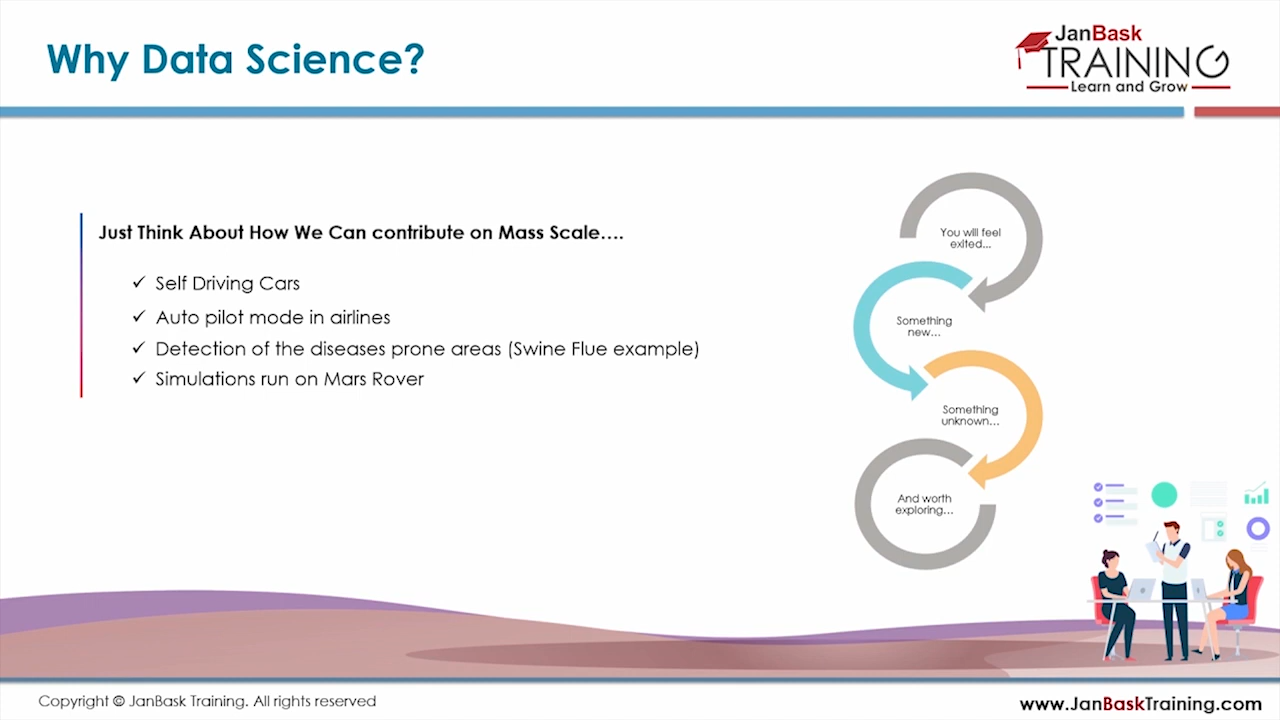 Why Data Science?
JanBask
TRAINING
Learn and Grow
Just Think About How We Can contribute on Mass Scale….
✓ Self Driving Cars
✓ Auto pilot mode in airlines
✓ Detection of the diseases prone areas (Swine Flue example)
✓ Simulations run on Mars Rover
You will feel
exited...
Something
new…
Something
unknown…
And worth
exploring…
Copyright © JanBask Training. All rights reserved
www.JanBaskTraining.com